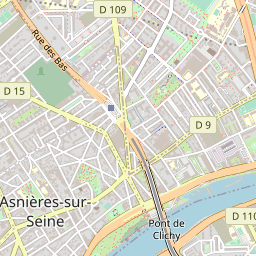 D 109
Rue des Bas
D 15
D 9
Asnières-sur-
Seine
Pont de
Clichy
D 110